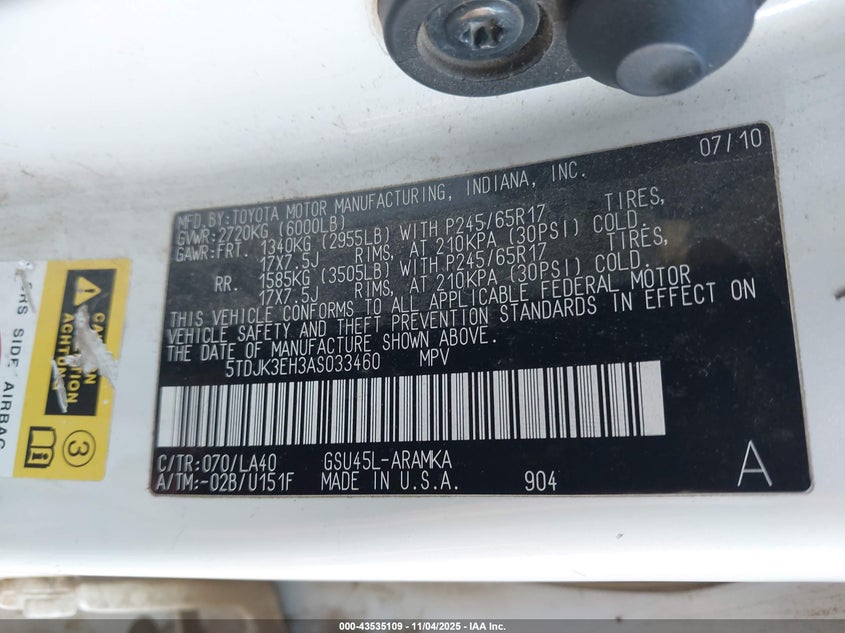 07/10
MFD.BY:TOYOTA MOTOR MANUFACTURING, INDIANA, INC.
GVWR:2720KG (6000LB)
GAWR:FRT. 1340KG (2955LB) WITH P245/65R17 TIRES,
17X7.5J RIMS, AT 210KPA (30PSI) COLD.
RR. 1585KG (3505LB) WITH P245/65R17 TIRES,
17X7.5J RIMS, AT 210KPA (30PSI) COLD.
THIS VEHICLE CONFORMS TO ALL APPLICABLE FEDERAL MOTOR
VEHICLE SAFETY AND THEFT PREVENTION STANDARDS IN EFFECT ON
THE DATE OF MANUFACTURE SHOWN ABOVE.
5TDJK3EH3AS033460 MPV
C/TR:070/LA40 GSU45L-ARAMKA
A/TM:-02B/U151F MADE IN U.S.A. 904 A
SRS SIDE AIRBAG
ACHTUNG
3
000-43535109 - 11/04/2025 - IAA Inc.